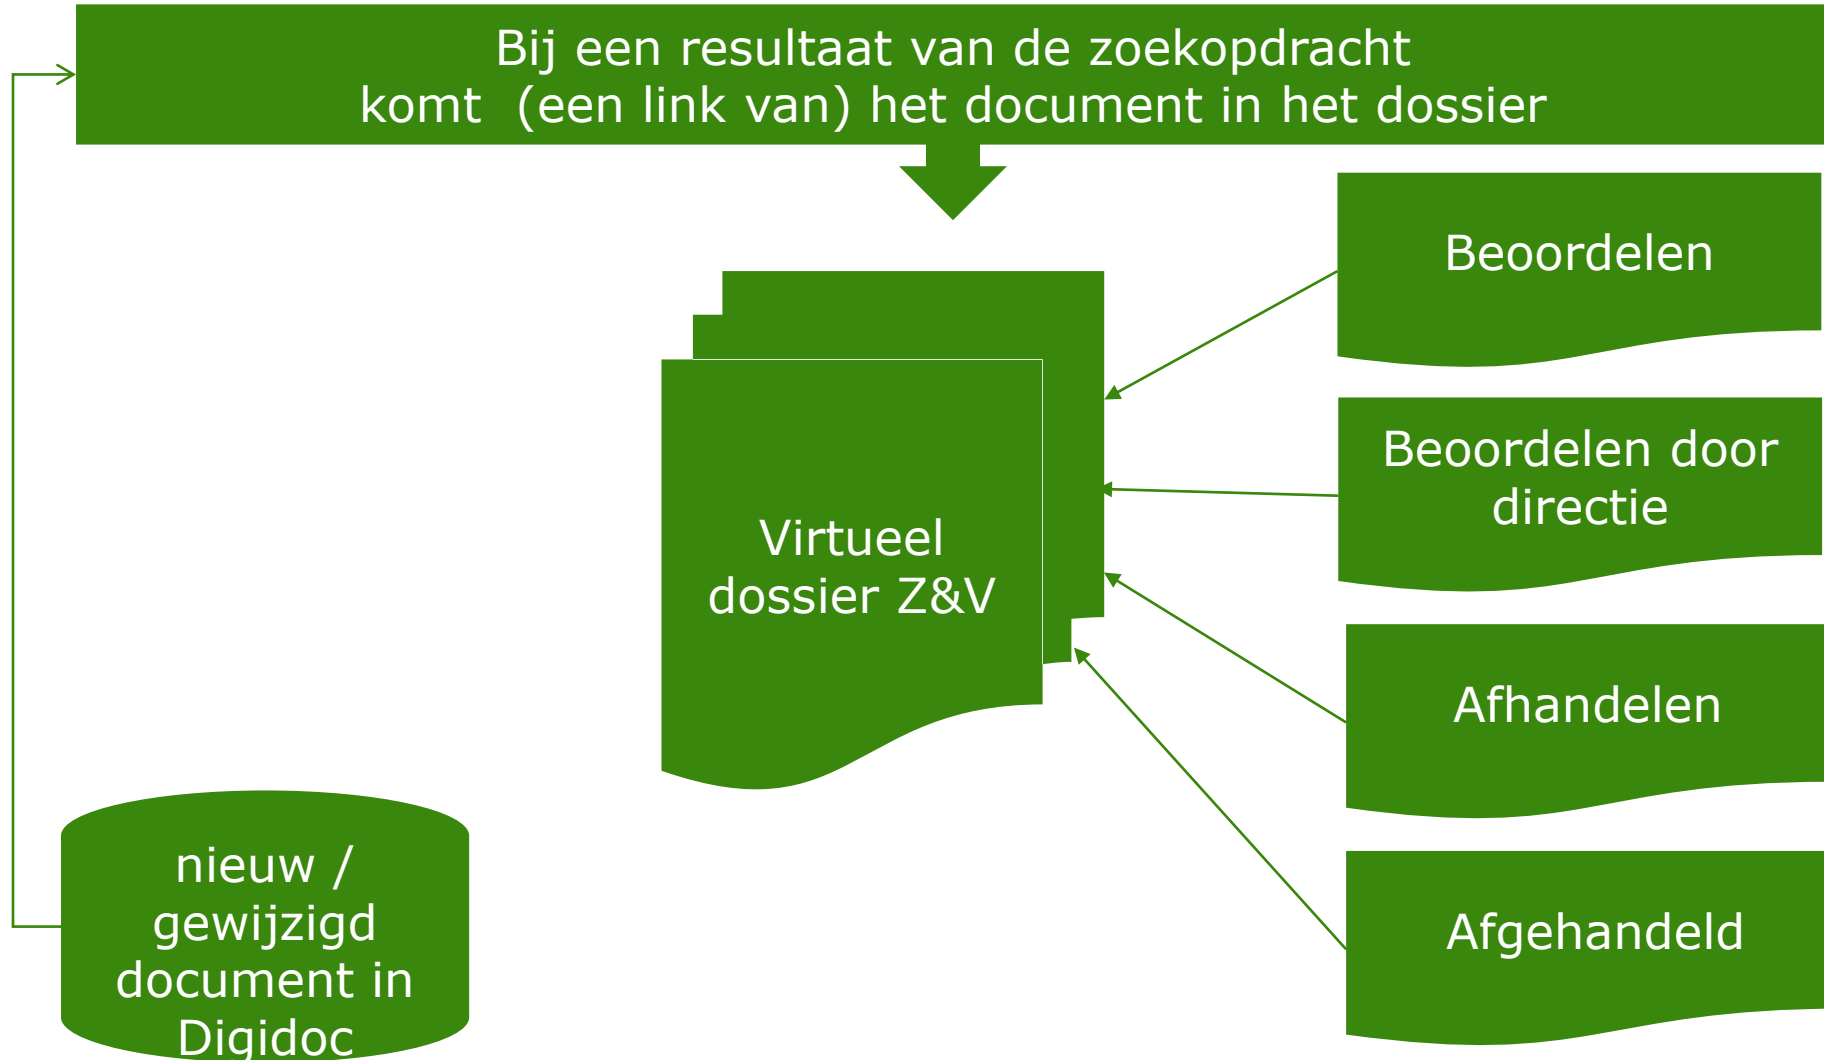 Bij een resultaat van de zoekopdracht
komt (een link van) het document in het dossier
Beoordelen
Beoordelen door
directie
Virtueel
dossier Z&V
Afhandelen
nieuw /
gewijzigd
document in
Digidoc
Afgehandeld